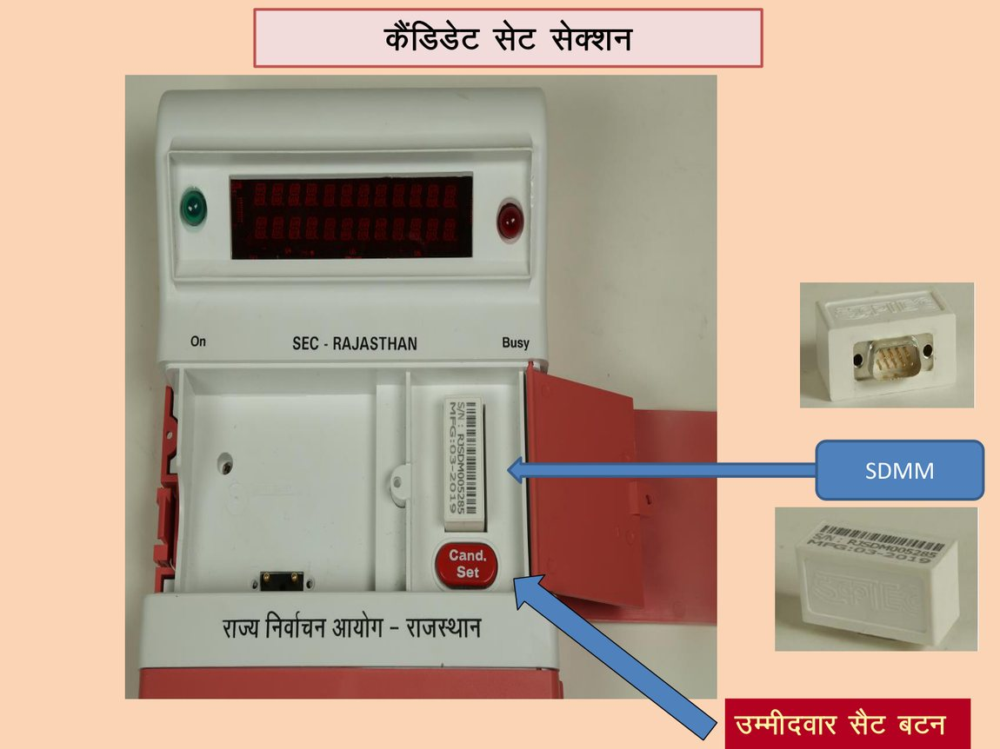 कैंडिडेट सेट सेक्शन
On
SEC - RAJASTHAN
Busy
S/N : RJSDM005285
MFG:03-2019
SDMM
Cand.
Set
S/N : RJSDM005285
MFG:03-2019
राज्य निर्वाचन आयोग – राजस्थान
उम्मीदवार सैट बटन